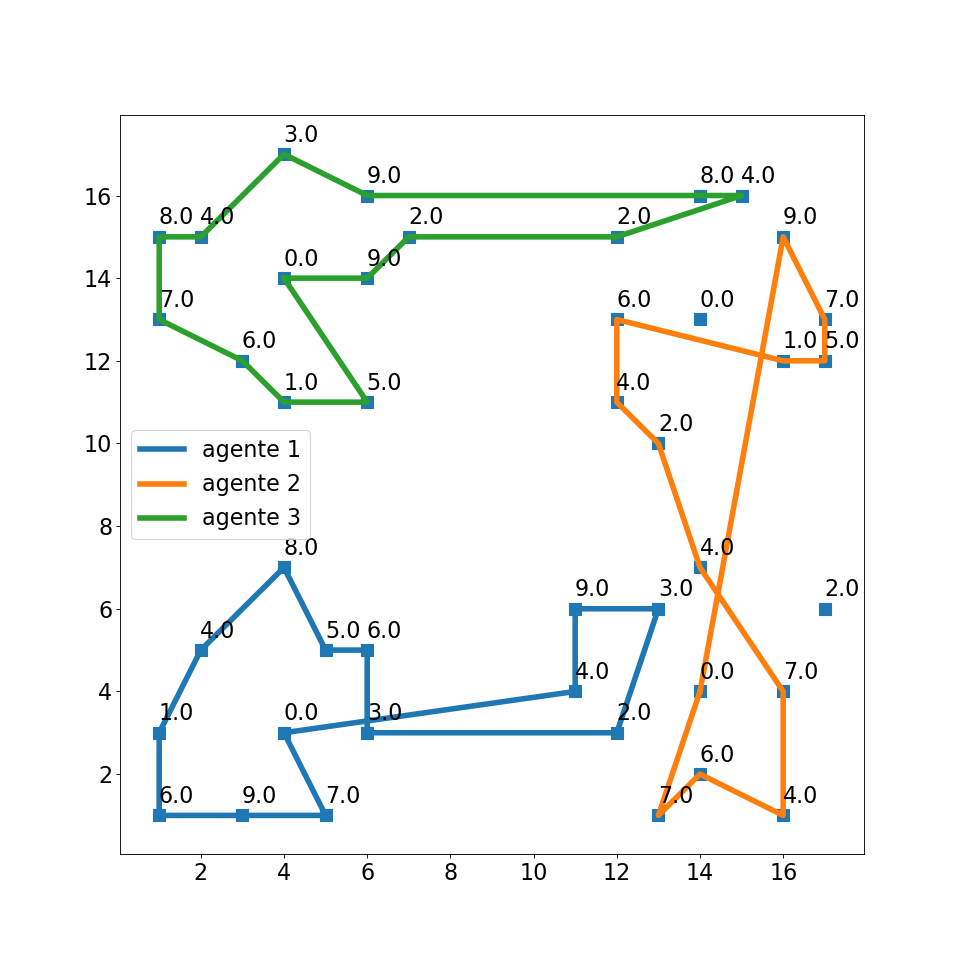 3.0
9.0 8.0 4.0
16
8.0 4.0 2.0 2.0 9.0
0.0 9.0
14
7.0 6.0 0.0 7.0
6.0 1.0 5.0
12
1.0 5.0 4.0
2.0
10
agente 1
agente 2
agente 3
8
8.0 4.0
9.0 3.0 2.0
6
4.0 5.0 6.0
4.0 0.0 7.0
4
1.0 0.0 3.0 2.0
6.0
2
6.0 9.0 7.0 7.0 4.0
2 4 6 8 10 12 14 16